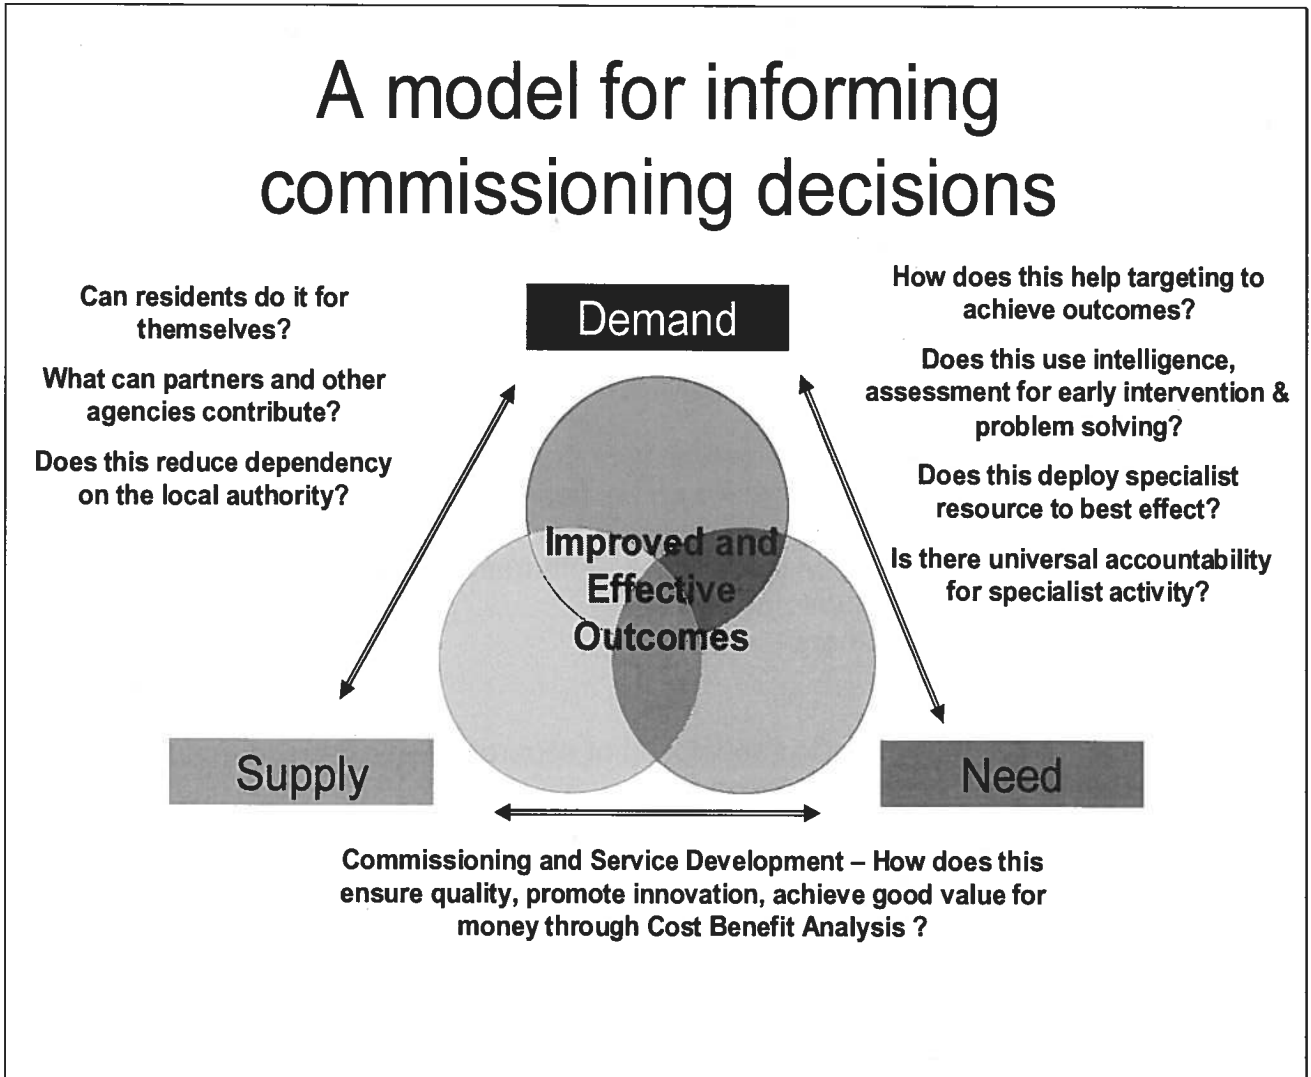 A model for informing
commissioning decisions
Can residents do it for
themselves?
What can partners and other
agencies contribute?
Does this reduce dependency
on the local authority?
Demand
How does this help targeting to
achieve outcomes?
Does this use intelligence,
assessment for early intervention &
problem solving?
Does this deploy specialist
resource to best effect?
Is there universal accountability
for specialist activity?
Improved and
Effective
Outcomes
Supply
Need
Commissioning and Service Development – How does this
ensure quality, promote innovation, achieve good value for
money through Cost Benefit Analysis ?